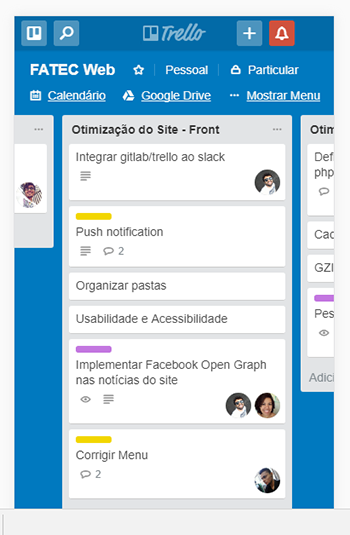 Trello
FATEC Web
Pessoal
Particular
Calendário
Google Drive
Mostrar Menu
Otimização do Site - Front
Integrar gitlab/trello ao slack
Push notification
2
Organizar pastas
Usabilidade e Acessibilidade
Implementar Facebook Open Graph
nas notícias do site
Corrigir Menu
2
Otim
Def
php
Cac
GZI
Pes
Adici